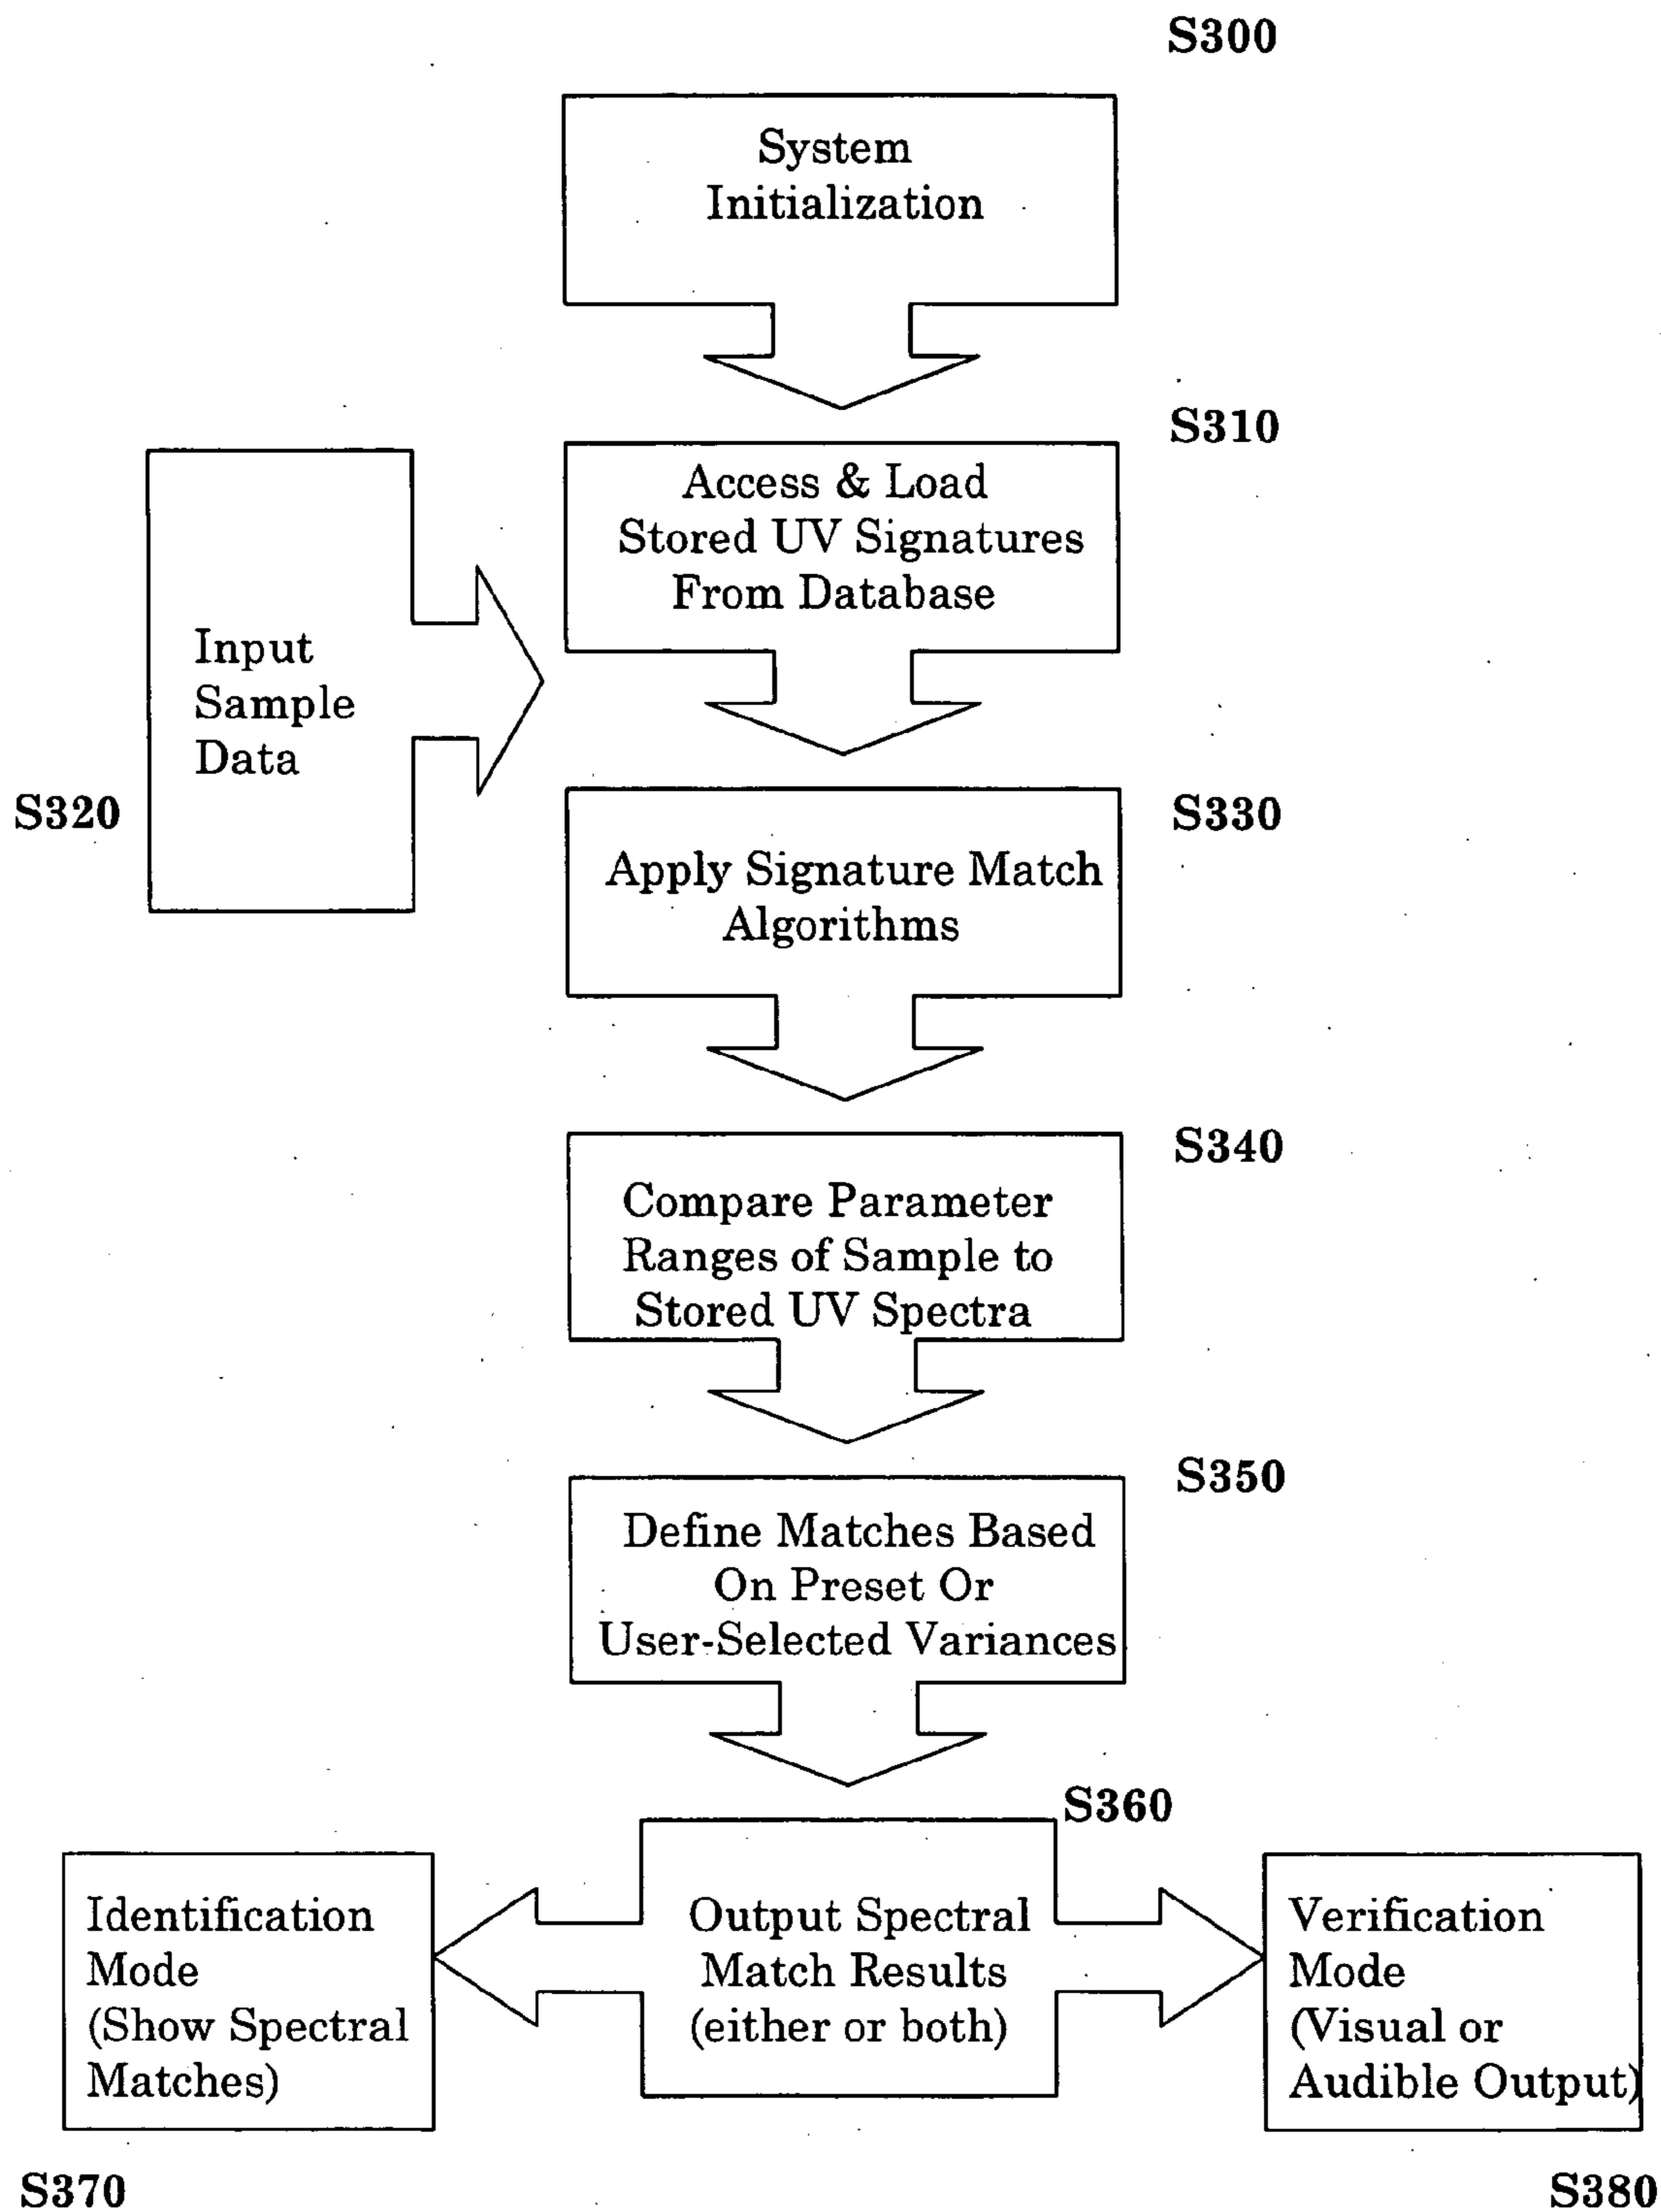 S300
System
Initialization
S310
Access & Load
Stored UV Signatures
From Database
Input
Sample
Data
S320
S330
Apply Signature Match
Algorithms
S340
Compare Parameter
Ranges of Sample to
Stored UV Spectra
S350
Define Matches Based
On Preset Or
User-Selected Variances
S360
Identification
Mode
(Show Spectral
Matches)
Output Spectral
Match Results
(either or both)
Verification
Mode
(Visual or
Audible Output)
S370
S380